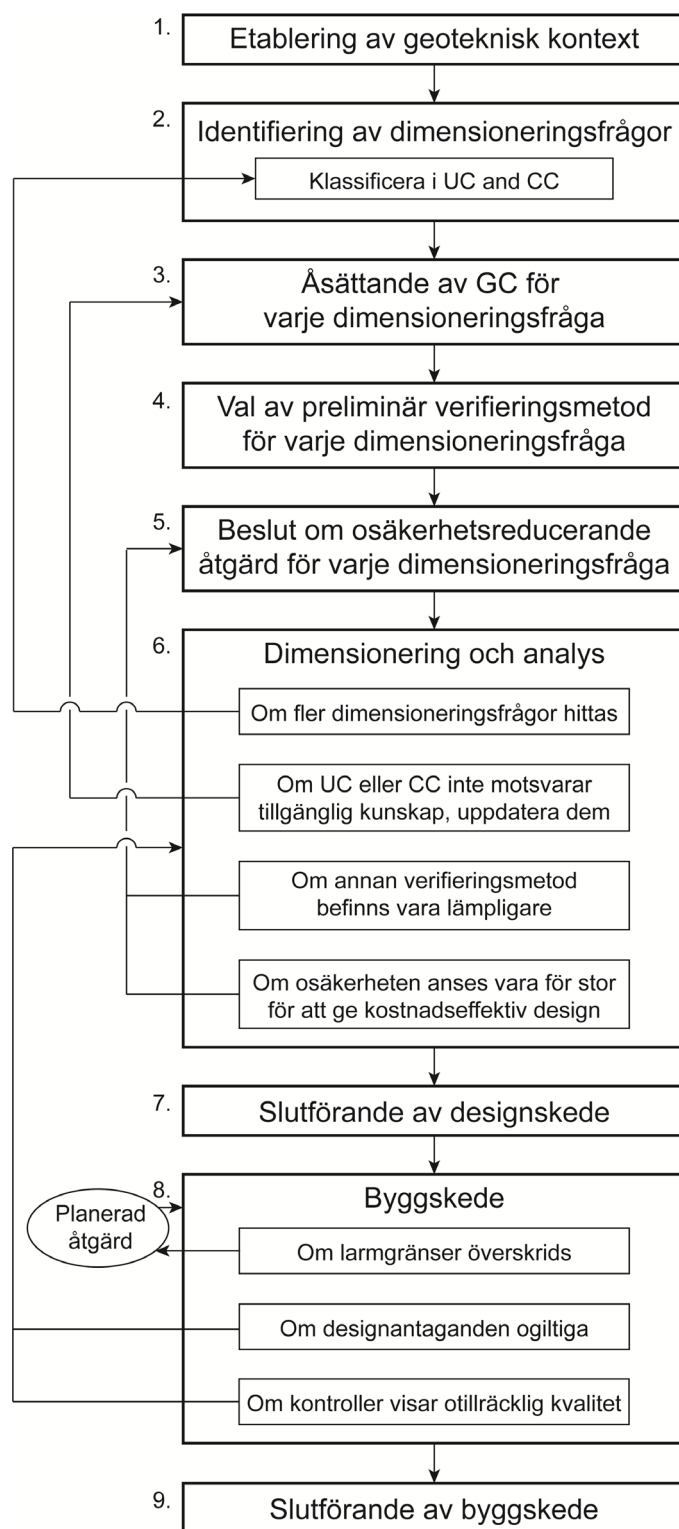 1.
Etablering av geoteknisk kontext
2.
Identifiering av dimensioneringsfrågor
Klassificera i UC and CC
3.
Åsättande av GC för
varje dimensioneringsfråga
4.
Val av preliminär verifieringsmetod
för varje dimensioneringsfråga
5.
Beslut om osäkerhetsreducerande
åtgärd för varje dimensioneringsfråga
6.
Dimensionering och analys
Om fler dimensioneringsfrågor hittas
Om UC eller CC inte motsvarar
tillgänglig kunskap, uppdatera dem
Om annan verifieringsmetod
befinns vara lämpligare
Om osäkerheten anses vara för stor
för att ge kostnadseffektiv design
7.
Slutförande av designskede
8.
Byggskede
Planerad
åtgärd
Om larmgränser överskrids
Om designantaganden ogiltiga
Om kontroller visar otillräcklig kvalitet
9.
Slutförande av byggskede